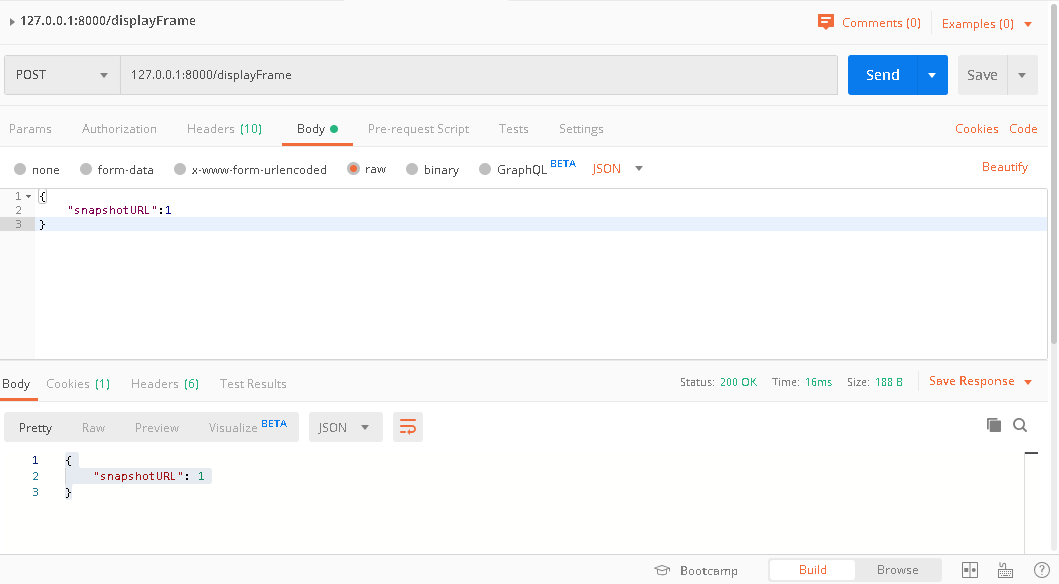 127.0.0.1:8000/displayFrame Comments (0) Examples (0)
POST 127.0.0.1:8000/displayFrame Send Save
Params Authorization Headers (10) Body Pre-request Script Tests Settings Cookies Code
none form-data x-www-form-urlencoded raw binary GraphQL BETA JSON Beautify
1 {
2 "snapshotURL":1
3 }
Body Cookies (1) Headers (6) Test Results Status: 200 OK Time: 16ms Size: 188 B Save Response
Pretty Raw Preview Visualize BETA JSON
1 {
2 "snapshotURL": 1
3 }
Bootcamp Build Browse ?